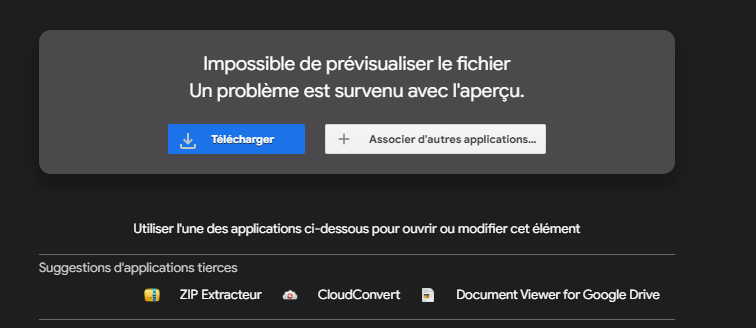 Impossible de prévisualiser le fichier
Un problème est survenu avec l'aperçu.
Télécharger
Associer d'autres applications...
Utiliser l'une des applications ci-dessous pour ouvrir ou modifier cet élément
Suggestions d'applications tierces
ZIP Extracteur
CloudConvert
Document Viewer for Google Drive